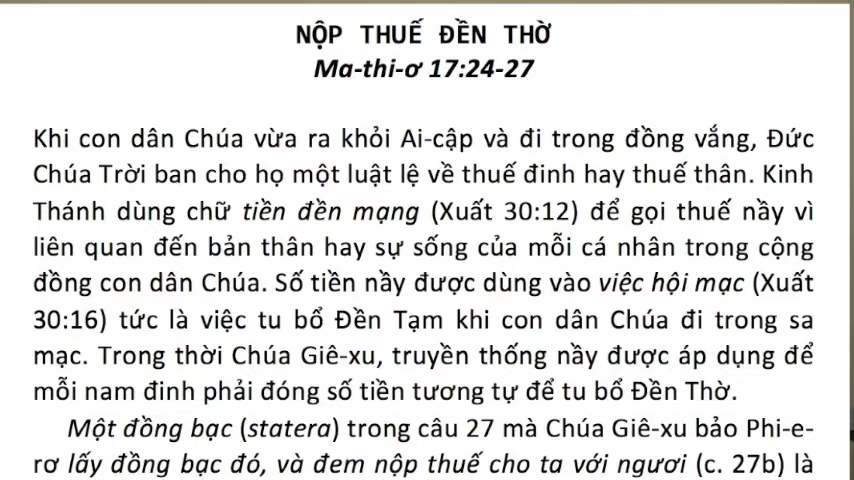 NỘP THUẾ ĐỀN THỜ
Ma-thi-ơ 17:24-27
Khi con dân Chúa vừa ra khỏi Ai-cập và đi trong đồng vắng, Đức
Chúa Trời ban cho họ một luật lệ về thuế đinh hay thuế thân. Kinh
Thánh dùng chữ tiền đền mạng (Xuất 30:12) để gọi thuế nầy vì
liên quan đến bản thân hay sự sống của mỗi cá nhân trong cộng
đồng con dân Chúa. Số tiền nầy được dùng vào việc hội mạc (Xuất
30:16) tức là việc tu bổ Đền Tạm khi con dân Chúa đi trong sa
mạc. Trong thời Chúa Giê-xu, truyền thống nầy được áp dụng để
mỗi nam đinh phải đóng số tiền tương tự để tu bổ Đền Thờ.
Một đồng bạc (statera) trong câu 27 mà Chúa Giê-xu bảo Phi-e-
rơ lấy đồng bạc đó, và đem nộp thuế cho ta với ngươi (c. 27b) là